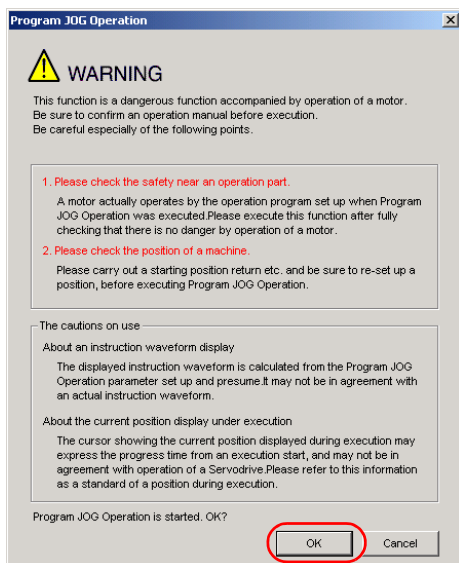 Program JOG Operation
WARNING
This function is a dangerous function accompanied by operation of a motor.
Be sure to confirm an operation manual before execution.
Be careful especially of the following points.
1. Please check the safety near an operation part.
A motor actually operates by the operation program set up when Program
JOG Operation was executed.Please execute this function after fully
checking that there is no danger by operation of a motor.
2. Please check the position of a machine.
Please carry out a starting position return etc. and be sure to re-set up a
position, before executing Program JOG Operation.
The cautions on use
About an instruction waveform display
The displayed instruction waveform is calculated from the Program JOG
Operation parameter set up and presume.It may not be in agreement with
an actual instruction waveform.
About the current position display under execution
The cursor showing the current position displayed during execution may
express the progress time from an execution start, and may not be in
agreement with operation of a Servodrive.Please refer to this information
as a standard of a position during execution.
Program JOG Operation is started. OK?
OK
Cancel